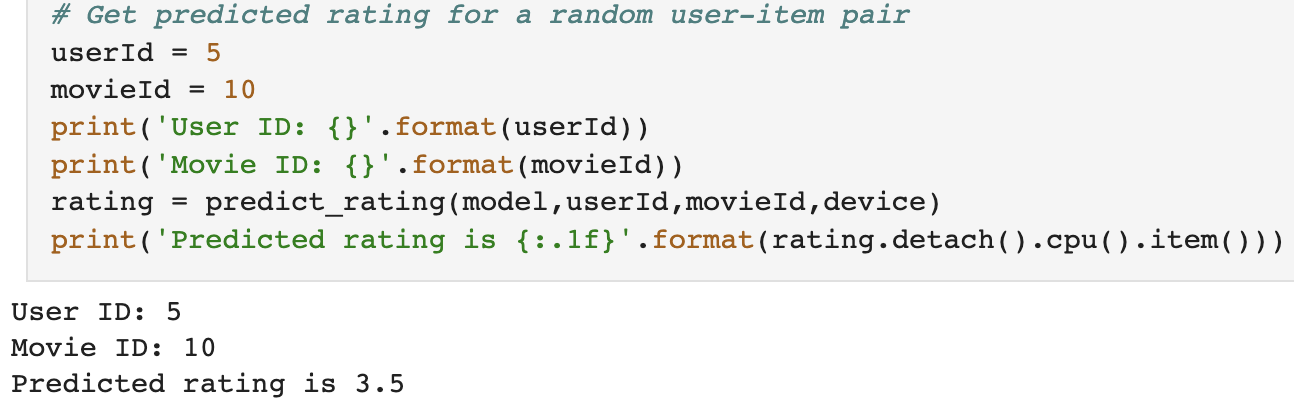 # Get predicted rating for a random user-item pair
userId = 5
movieId = 10
print('User ID: {}'.format(userId))
print('Movie ID: {}'.format(movieId))
rating = predict_rating(model,userId,movieId,device)
print('Predicted rating is {:.1f}'.format(rating.detach().cpu().item()))
User ID: 5
Movie ID: 10
Predicted rating is 3.5